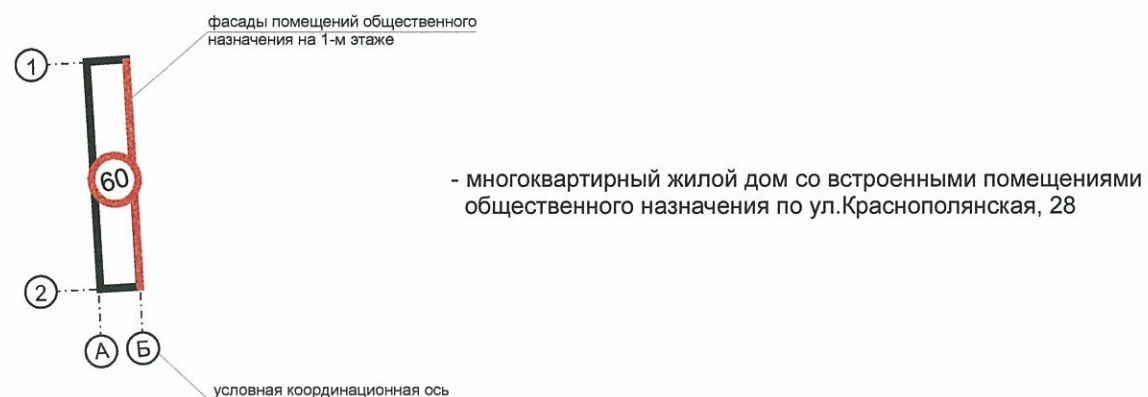 фасады помещений общественного
назначения на 1-м этаже
1
60
- многоквартирный жилой дом со встроенными помещениями
общественного назначения по ул.Краснополянская, 28
2
А Б
условная координационная ось